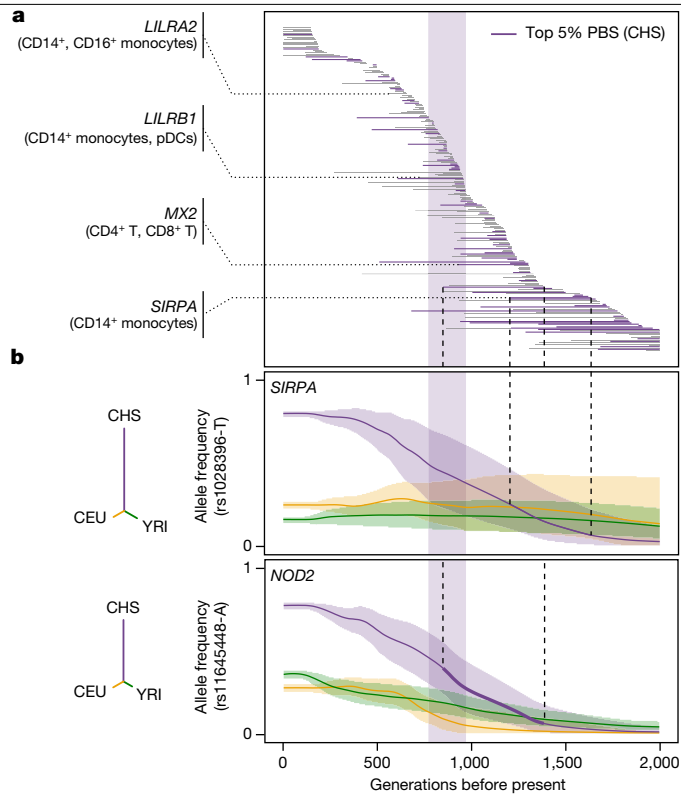 a
LILRA2
(CD14⁺, CD16⁺ monocytes)
LILRB1
(CD14⁺ monocytes, pDCs)
MX2
(CD4⁺ T, CD8⁺ T)
SIRPA
(CD14⁺ monocytes)
Top 5% PBS (CHS)
b
CHS
CEU
YRI
Allele frequency
(rs1028396-T)
1
0
SIRPA
CHS
CEU
YRI
Allele frequency
(rs11645448-A)
1
0
NOD2
0
500
1,000
1,500
2,000
Generations before present